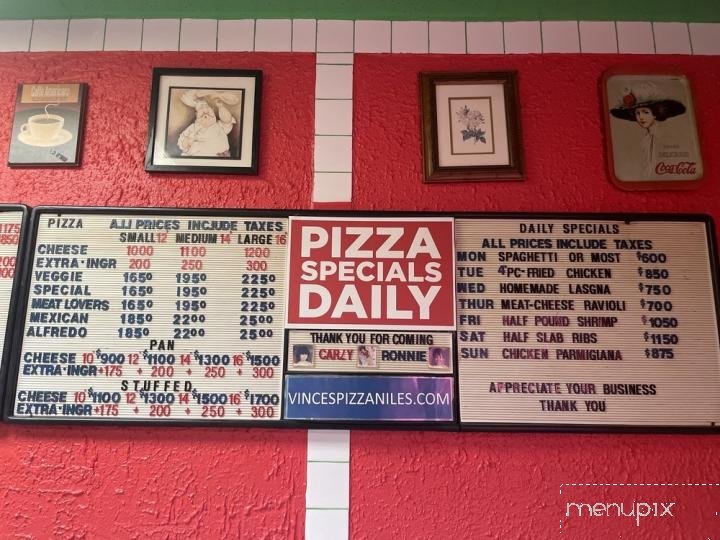 Caffe Americano
DELICIOUS
Coca-Cola
1175
1850
PIZZA A.I.I PRICES INCLUDE TAXES
SMALL 12 MEDIUM 14 LARGE 16
CHEESE 1000 1100 1200
EXTRA-INGR 200 250 300
VEGGIE 1650 1950 2250
SPECIAL 1650 1950 2250
MEAT LOVERS 1650 1950 2250
MEXICAN 1850 2200 2500
ALFREDO 1850 2200 2500
PAN
CHEESE 10 $900 12 $1100 14 $1300 16 $1500
EXTRA-INGR +175 + 200 + 250 + 300
STUFFED
CHEESE 10 $1100 12 $1300 14 $1500 16 $1700
EXTRA-INGR +175 + 200 + 250 + 300
PIZZA
SPECIALS
DAILY
THANK YOU FOR COMING
CARZY RONNIE
VINCESPIZZANILES.COM
DAILY SPECIALS
ALL PRICES INCLUDE TAXES
MON SPAGHETTI OR MOST $600
TUE 4PC-FRIED CHICKEN $850
WED HOMEMADE LASGNA $750
THUR MEAT-CHEESE RAVIOLI $700
FRI HALF POUND SHRIMP $1050
SAT HALF SLAB RIBS $1150
SUN CHICKEN PARMIGIANA $875
APPRECIATE YOUR BUSINESS
THANK YOU
menupix